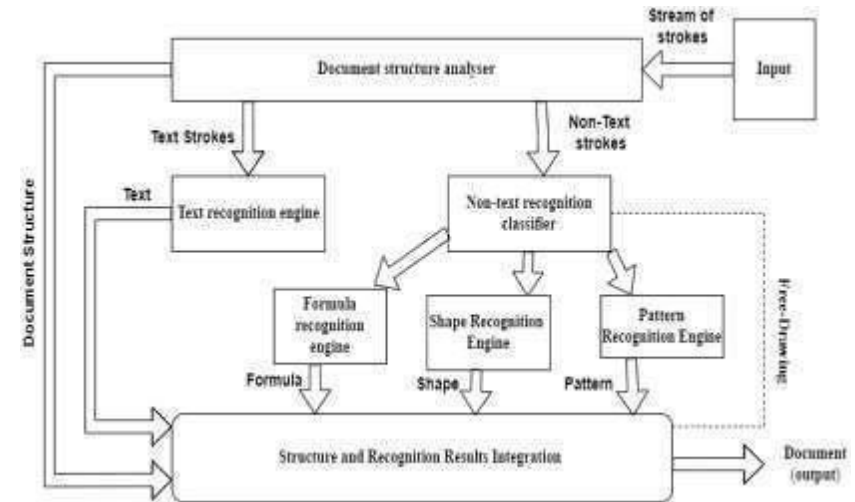 Stream of
strokes
Document structure analyser
Input
Text Strokes
Non-Text
strokes
Document Structure
Text
Text recognition engine
Non-text recognition
classifier
Free-Drawing
Formula
recognition
engine
Shape Recognition
Engine
Pattern
Recognition Engine
Formula
Shape
Pattern
Structure and Recognition Results Integration
Document
(output)